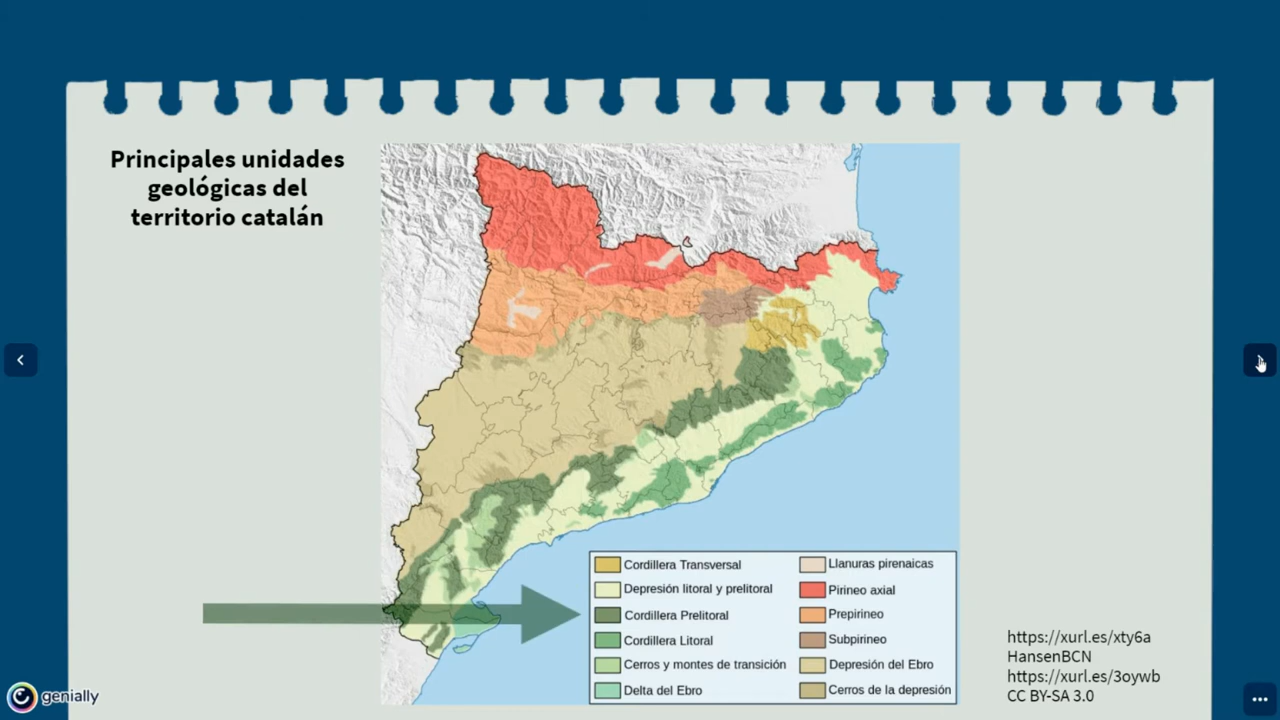 Principales unidades
geológicas del
territorio catalán
Cordillera Transversal
Depresión litoral y prelitoral
Cordillera Prelitoral
Cordillera Litoral
Cerros y montes de transición
Delta del Ebro
Llanuras pirenaicas
Pirineo axial
Prepirineo
Subpirineo
Depresión del Ebro
Cerros de la depresión
https://xurl.es/xty6a
HansenBCN
https://xurl.es/3oywb
CC BY-SA 3.0
genially